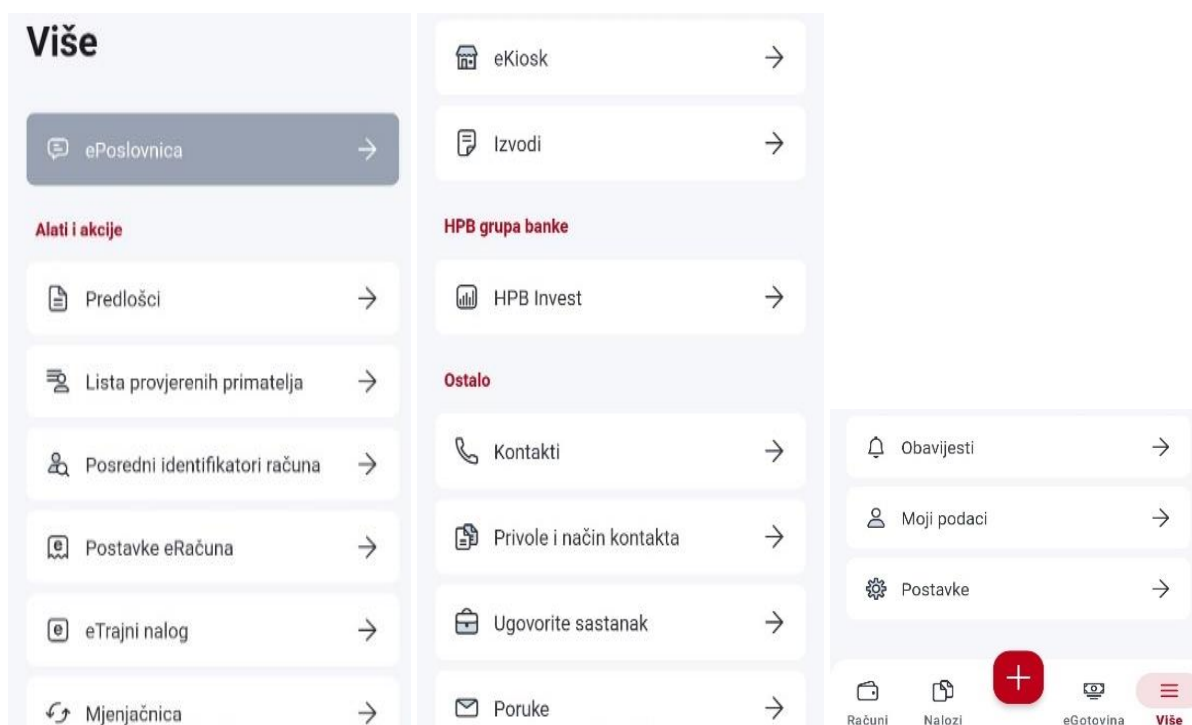 Više
ePoslovnica
Alati i akcije
Predlošci
Lista provjerenih primatelja
Posredni identifikatori računa
Postavke eRačuna
eTrajni nalog
Mjenjačnica
eKiosk
Izvodi
HPB grupa banke
HPB Invest
Ostalo
Kontakti
Privole i način kontakta
Ugovorite sastanak
Poruke
Obavijesti
Moji podaci
Postavke
Računi Nalozi eGotovina Više